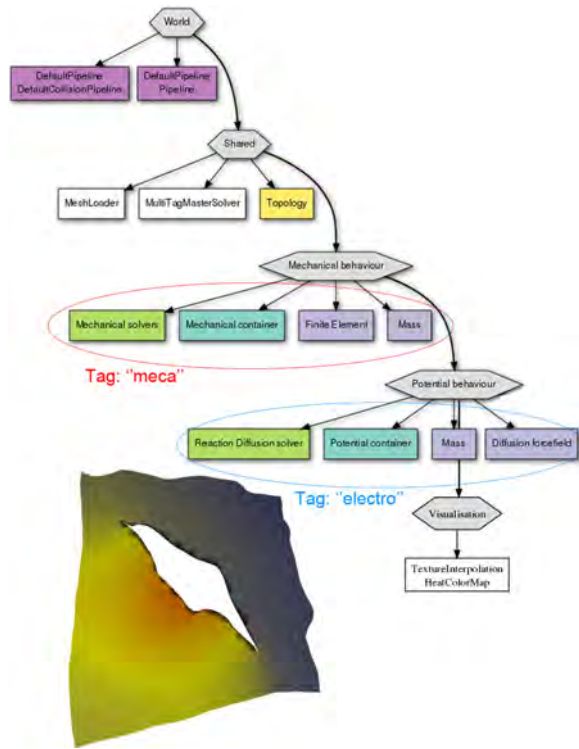 World
DefaultPipeline
DefaultCollisionPipeline
DefaultPipeline
Pipeline
Shared
MeshLoader
MultiTagMasterSolver
Topology
Mechanical behaviour
Mechanical solvers
Mechanical container
Finite Element
Mass
Tag: "meca"
Potential behaviour
Reaction Diffusion solver
Potential container
Mass
Diffusion forcefield
Tag: "electro"
Visualisation
TextureInterpolation
HeatColorMap